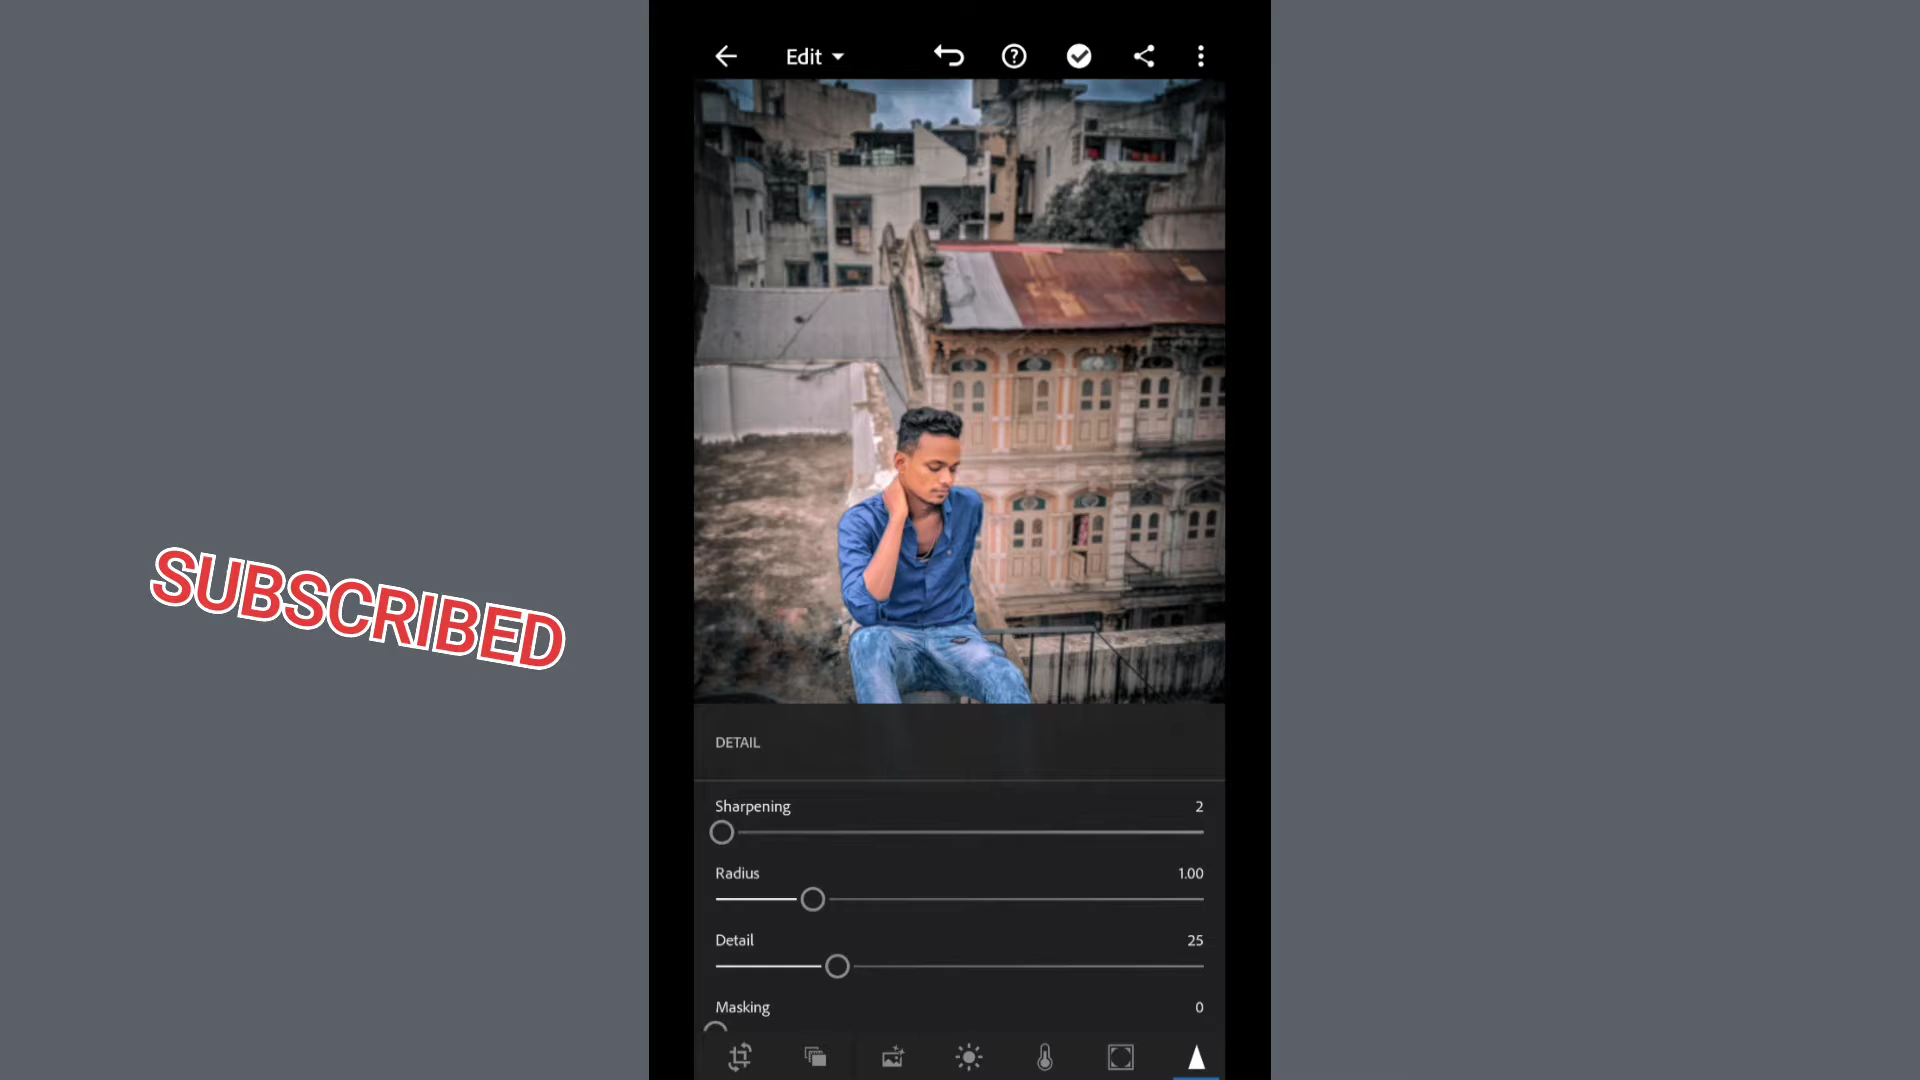 Edit
SUBSCRIBED
DETAIL
Sharpening 2
Radius 1.00
Detail 25
Masking 0